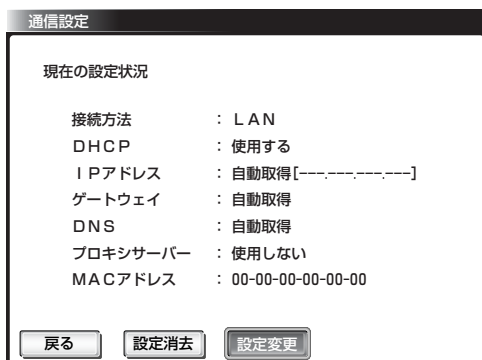 通信設定
現在の設定状況
接続方法 : ＬＡＮ
ＤＨＣＰ : 使用する
ＩＰアドレス : 自動取得[---.---.---.---]
ゲートウェイ : 自動取得
ＤＮＳ : 自動取得
プロキシサーバー : 使用しない
ＭＡＣアドレス : 00-00-00-00-00-00
戻る 設定消去 設定変更